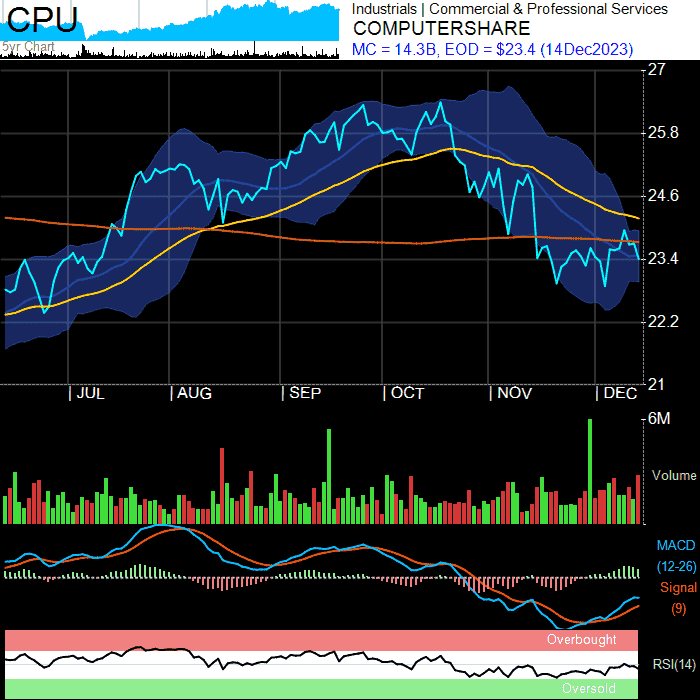 CPU
5yr Chart
Industrials | Commercial & Professional Services
COMPUTERSHARE
MC = 14.3B, EOD = $23.4 (14Dec2023)
27
25.8
24.6
23.4
22.2
21
JUL
AUG
SEP
OCT
NOV
DEC
6M
Volume
MACD
(12-26)
Signal
(9)
Overbought
RSI(14)
Oversold